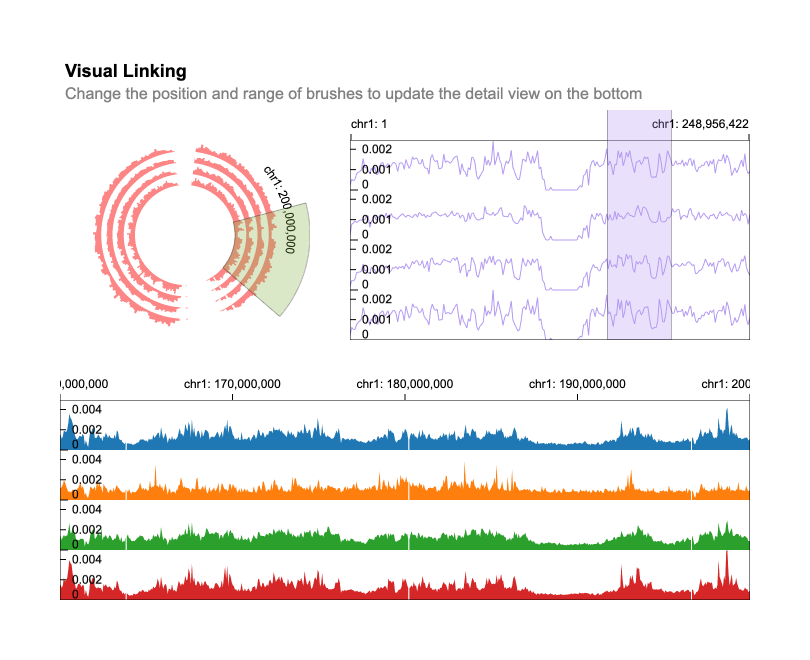 Visual Linking
Change the position and range of brushes to update the detail view on the bottom
chr1: 200,000,000
chr1: 1
chr1: 248,956,422
0.002
0.001
0
0.002
0.001
0
0.002
0.001
0
0.002
0.001
0
),000,000
chr1: 170,000,000
chr1: 180,000,000
chr1: 190,000,000
chr1: 200
0.004
0.002
0
0.004
0.002
0
0.004
0.002
0
0.004
0.002
0